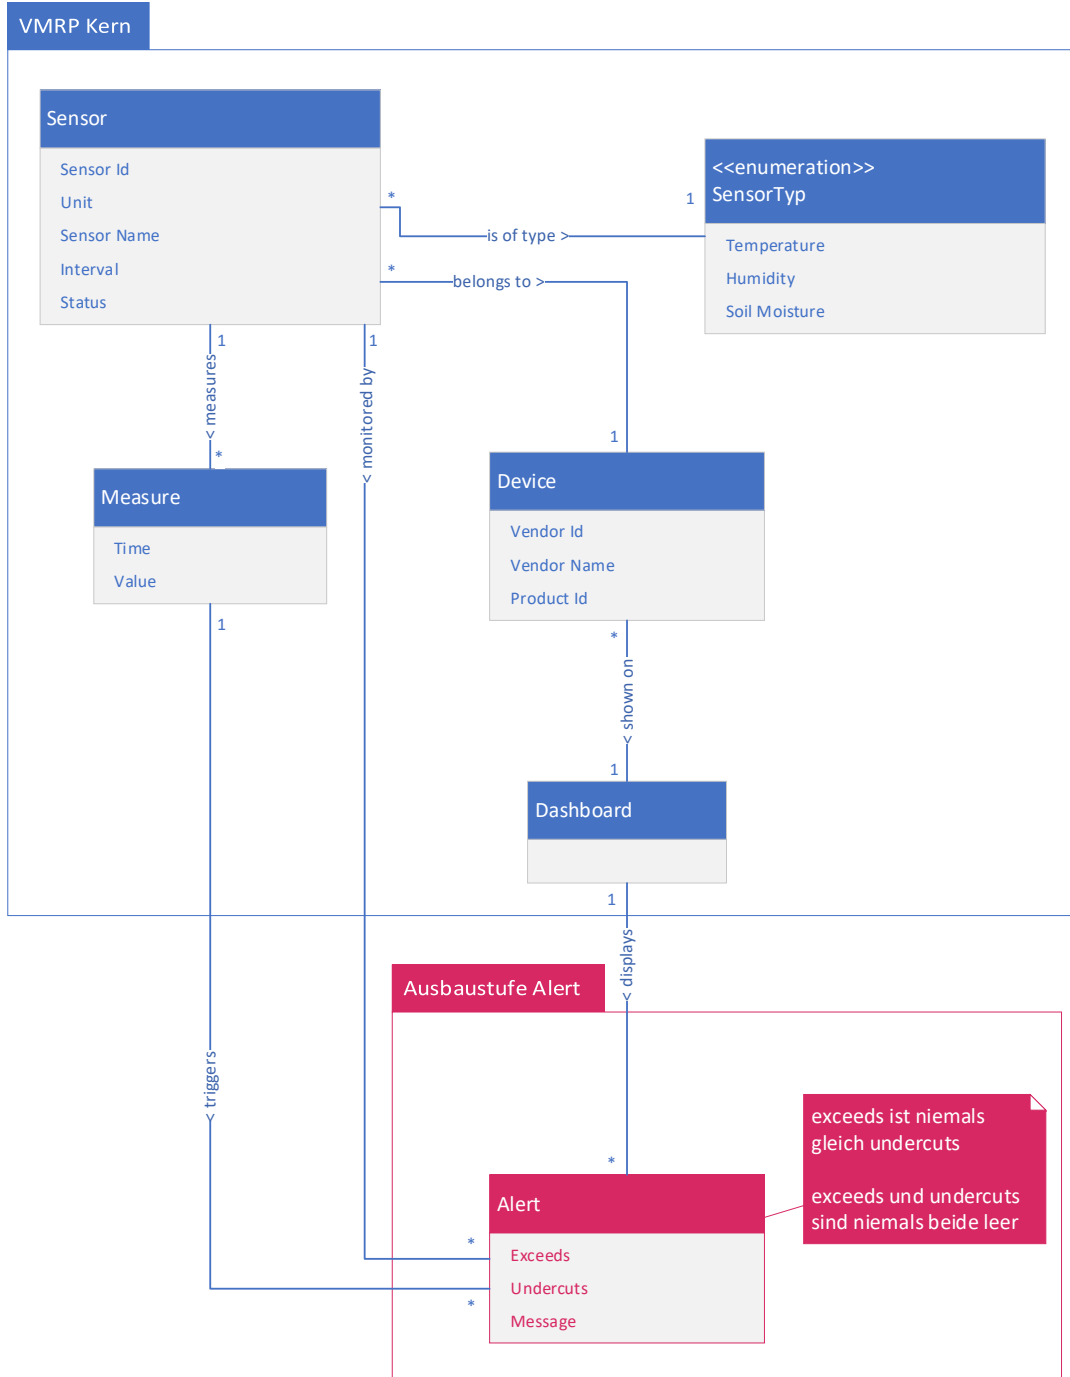 VMRP Kern
Sensor
Sensor Id
Unit
Sensor Name
Interval
Status
<<enumeration>>
SensorTyp
Temperature
Humidity
Soil Moisture
*
1
is of type >
*
belongs to >
1
1
< measures
*
1
< monitored by
Measure
Time
Value
Device
Vendor Id
Vendor Name
Product Id
1
*
< shown on
1
Dashboard
1
< displays
Ausbaustufe Alert
< triggers
exceeds ist niemals
gleich undercuts
exceeds und undercuts
sind niemals beide leer
*
Alert
Exceeds
Undercuts
Message
*
*